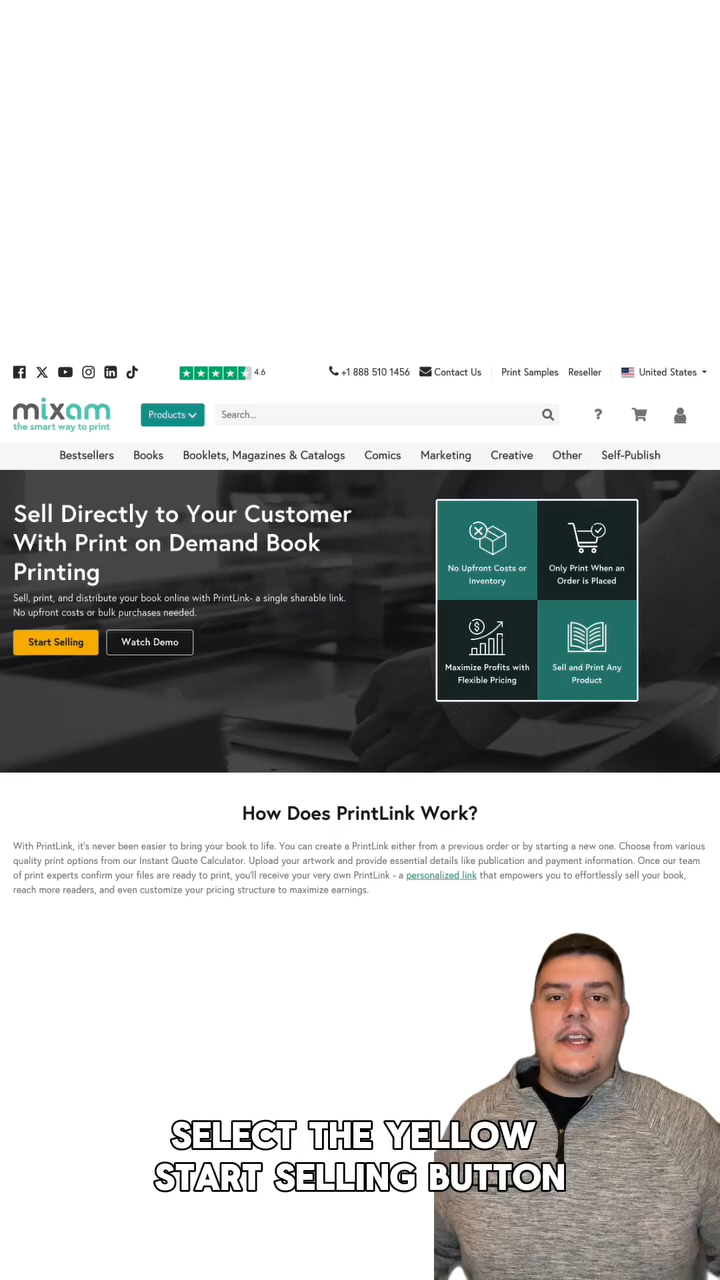 4.6
+1 888 510 1456
Contact Us
Print Samples
Reseller
United States
mixam
the smart way to print
Products
Search...
?
Bestsellers
Books
Booklets, Magazines & Catalogs
Comics
Marketing
Creative
Other
Self-Publish
Sell Directly to Your Customer
With Print on Demand Book
Printing
Sell, print, and distribute your book online with PrintLink- a single sharable link.
No upfront costs or bulk purchases needed.
Start Selling
Watch Demo
No Upfront Costs or
Inventory
Only Print When an
Order is Placed
$
Maximize Profits with
Flexible Pricing
Sell and Print Any
Product
How Does PrintLink Work?
With PrintLink, it's never been easier to bring your book to life. You can create a PrintLink either from a previous order or by starting a new one. Choose from various
quality print options from our Instant Quote Calculator. Upload your artwork and provide essential details like publication and payment information. Once our team
of print experts confirm your files are ready to print, you'll receive your very own PrintLink - a personalized link that empowers you to effortlessly sell your book,
reach more readers, and even customize your pricing structure to maximize earnings.
SELECT THE YELLOW
START SELLING BUTTON